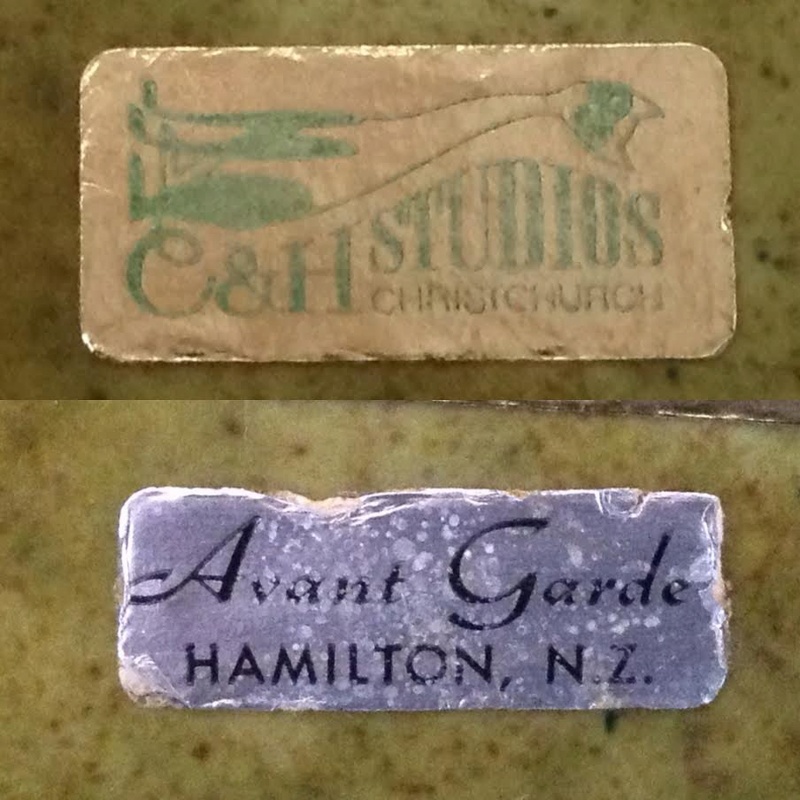 C&H STUDIOS
CHRISTCHURCH
Avant Garde
HAMILTON, N.Z.